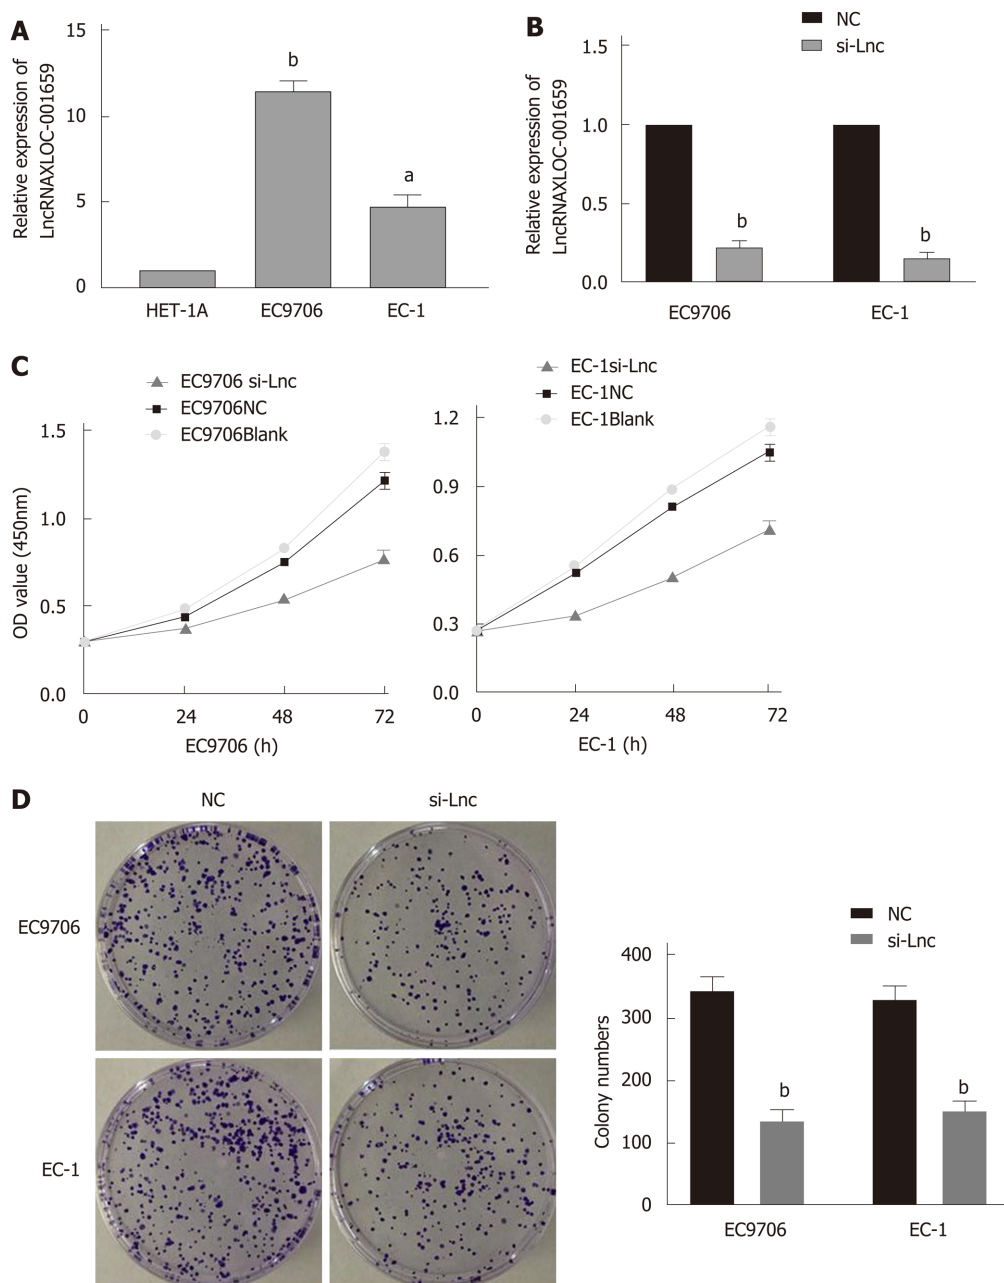 A
Relative expression of
LncRNAXLOC-001659
15
10
5
0
b
a
HET-1A
EC9706
EC-1
B
NC
si-Lnc
Relative expression of
LncRNAXLOC-001659
1.5
1.0
0.5
0.0
b
b
EC9706
EC-1
C
EC9706 si-Lnc
EC9706NC
EC9706Blank
OD value (450nm)
1.5
1.0
0.5
0.0
0
24
48
72
EC9706 (h)
EC-1si-Lnc
EC-1NC
EC-1Blank
1.2
0.9
0.6
0.3
0.0
0
24
48
72
EC-1 (h)
D
NC
si-Lnc
EC9706
EC-1
NC
si-Lnc
Colony numbers
400
300
200
100
0
b
b
EC9706
EC-1